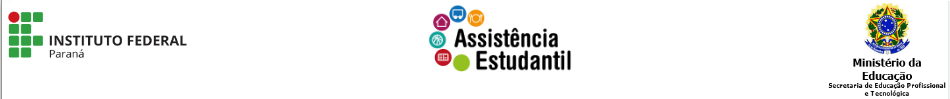 INSTITUTO FEDERAL
Paraná
Assistência
Estudantil
Ministério da
Educação
Secretaria de Educação Profissional
e Tecnológica